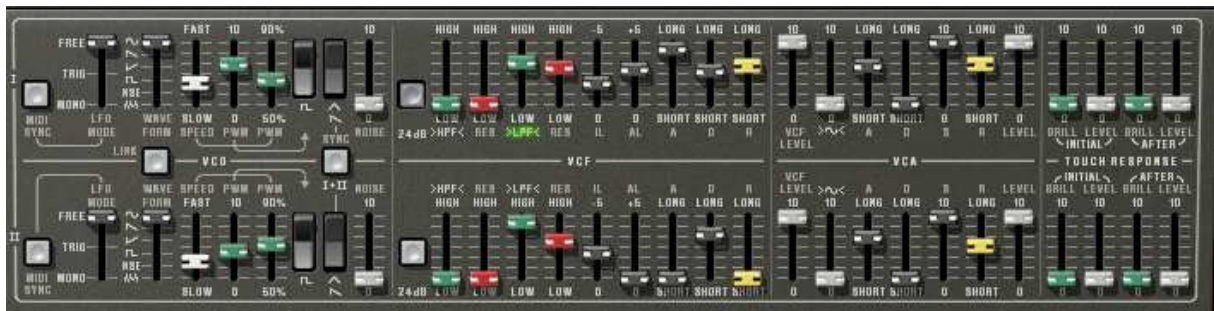 FAST 10 90% 10 HIGH HIGH HIGH HIGH -5 +5 LONG LONG LONG 10 10 LONG LONG 10 LONG 10 10 10 10 10
FREE
I TRIG
MONO NSE
LOW LOW LOW LOW 0 0 SHORT SHORT SHORT 0 0 SHORT SHORT 0 SHORT 0 0 0 0 0
MIDI SYNC LFO MODE WAVE FORM SLOW 0 50% 0
SPEED PWM PWM SYNC NOISE 24dB >HPF< RES >LPF< RES IL AL A D R VCF LEVEL A D S R LEVEL BRILL LEVEL BRILL LEVEL
INITIAL AFTER
LINK VCO I+II VCF VCA TOUCH RESPONSE
INITIAL AFTER
LFO MODE WAVE FORM SPEED PWM PWM NOISE >HPF< RES >LPF< RES IL AL A D R VCF LEVEL A D S R LEVEL BRILL LEVEL BRILL LEVEL
FAST 10 90% 10 HIGH HIGH HIGH HIGH -5 +5 LONG LONG LONG 10 10 LONG LONG 10 LONG 10 10 10 10 10
FREE
II TRIG
NSE
MONO
MIDI SYNC SLOW 0 50% 0 24dB LOW LOW LOW LOW 0 0 SHORT SHORT SHORT 0 0 SHORT SHORT 0 SHORT 0 0 0 0 0